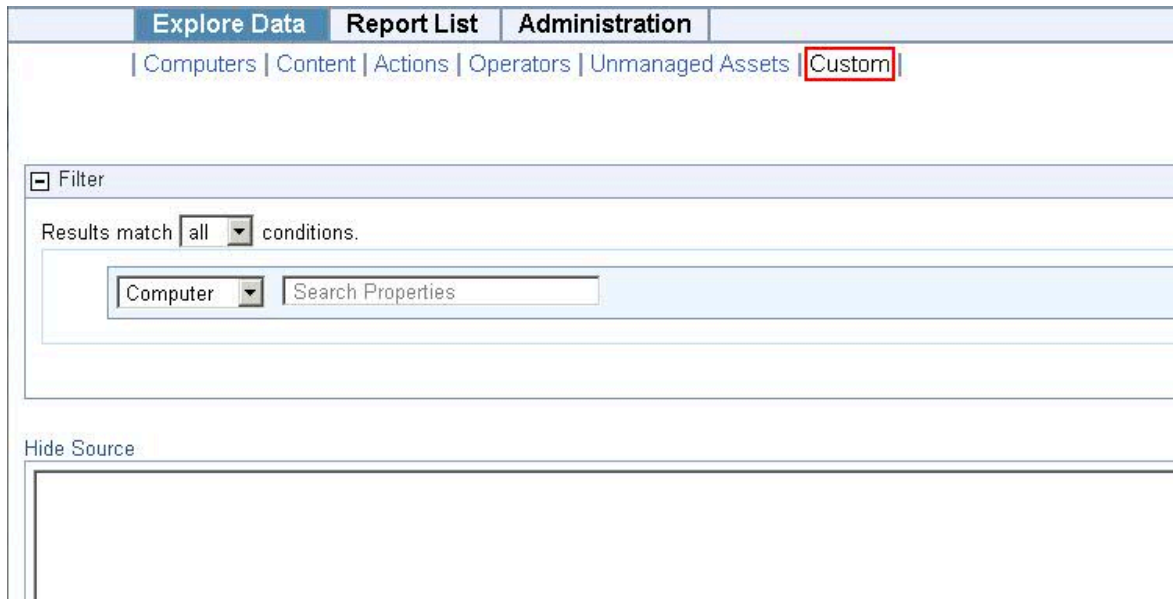 Explore Data Report List Administration
| Computers | Content | Actions | Operators | Unmanaged Assets | Custom |
Filter
Results match all conditions.
Computer Search Properties
Hide Source